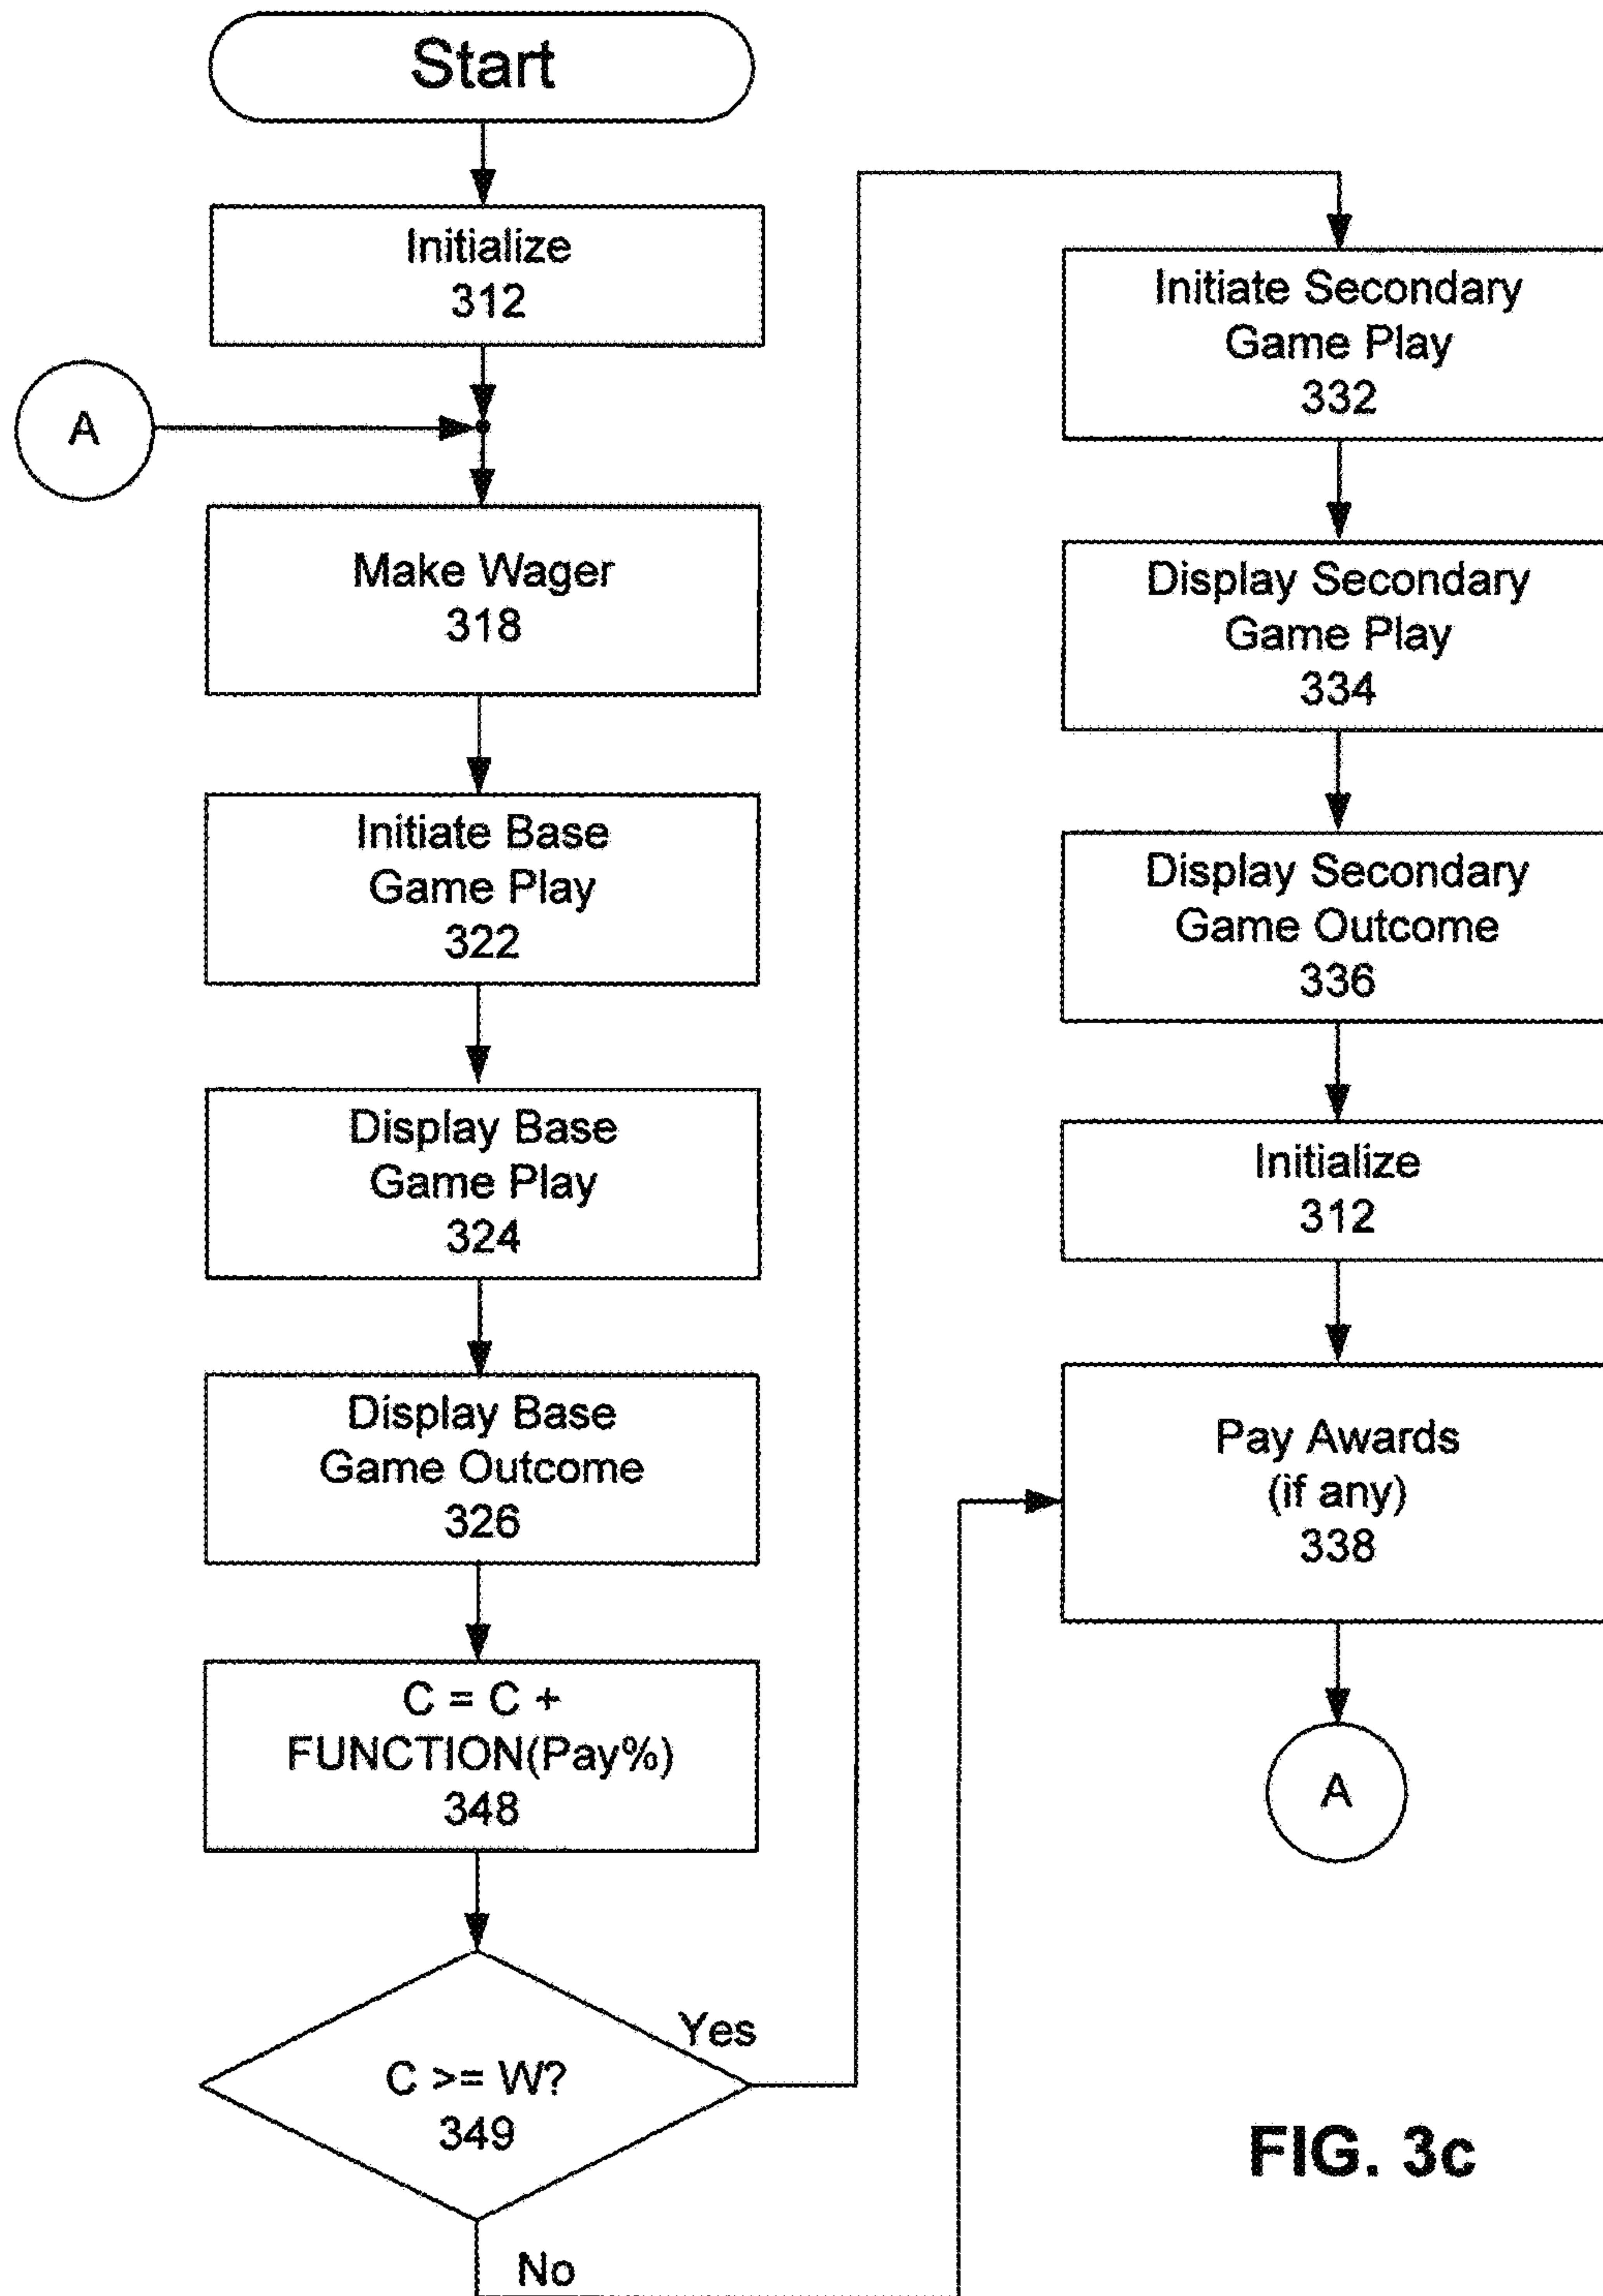 Start
Initialize
312
A
Make Wager
318
Initiate Base
Game Play
322
Display Base
Game Play
324
Display Base
Game Outcome
326
C = C +
FUNCTION(Pay%)
348
Yes
C >= W?
349
No
Initiate Secondary
Game Play
332
Display Secondary
Game Play
334
Display Secondary
Game Outcome
336
Initialize
312
Pay Awards
(if any)
338
A
FIG. 3c